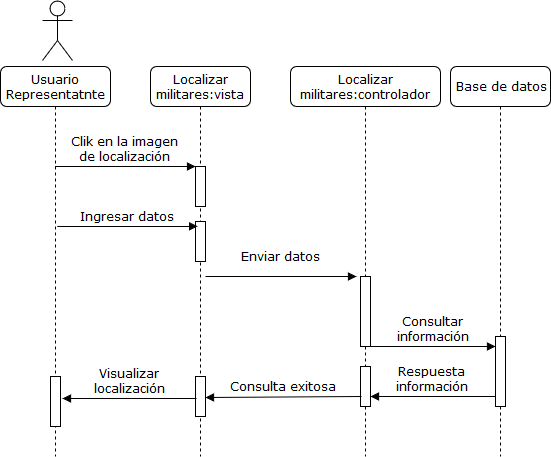 Usuario
Representatnte
Localizar
militares:vista
Localizar
militares:controlador
Base de datos
Clik en la imagen
de localización
Ingresar datos
Enviar datos
Consultar
información
Respuesta
información
Consulta exitosa
Visualizar
localización